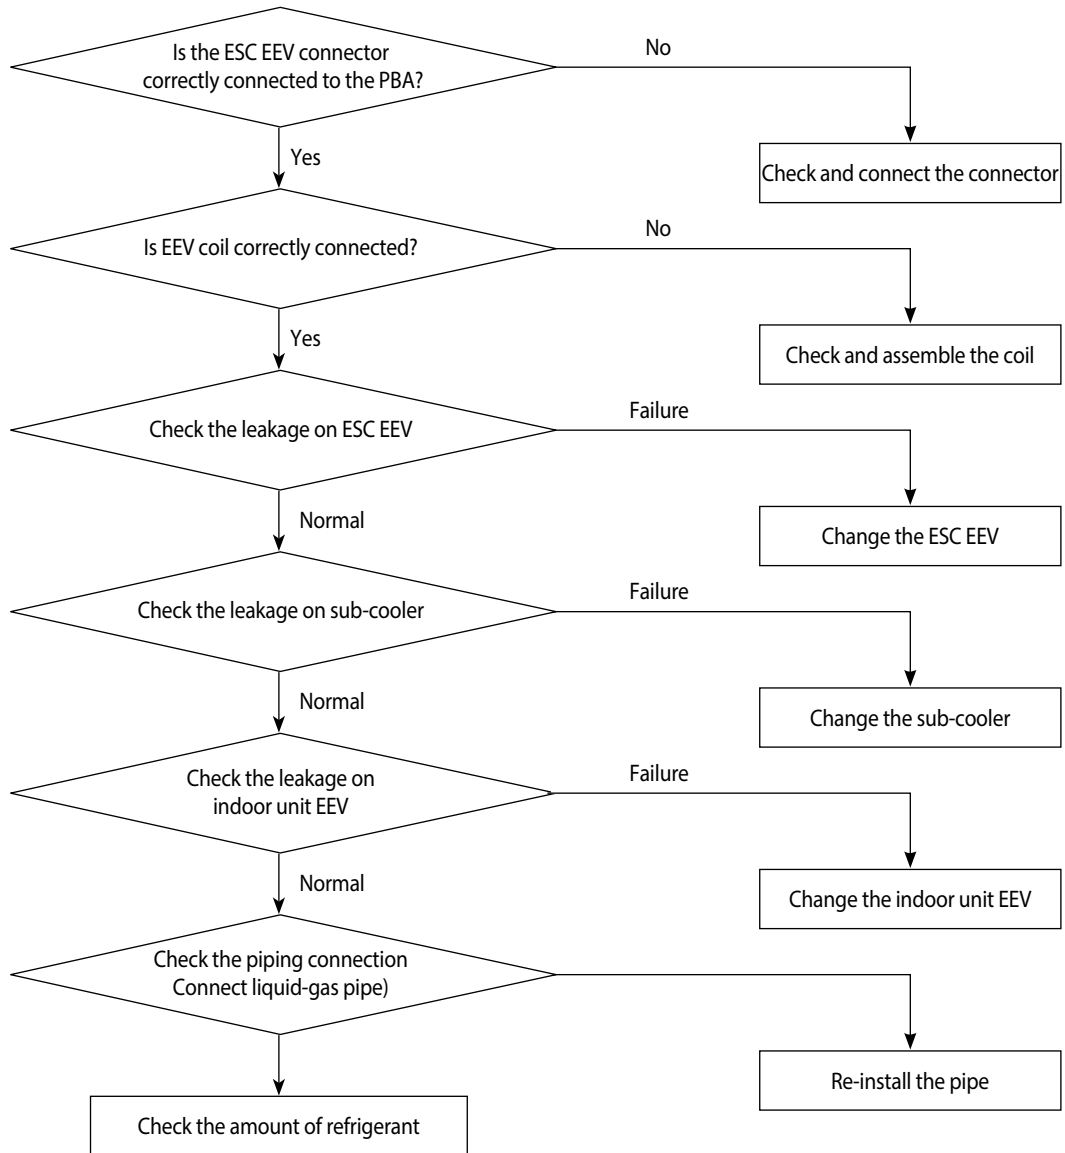 Is the ESC EEV connector
correctly connected to the PBA?
No
Check and connect the connector
Yes
Is EEV coil correctly connected?
No
Check and assemble the coil
Yes
Check the leakage on ESC EEV
Failure
Change the ESC EEV
Normal
Check the leakage on sub-cooler
Failure
Change the sub-cooler
Normal
Check the leakage on
indoor unit EEV
Failure
Change the indoor unit EEV
Normal
Check the piping connection
Connect liquid-gas pipe)
Re-install the pipe
Check the amount of refrigerant